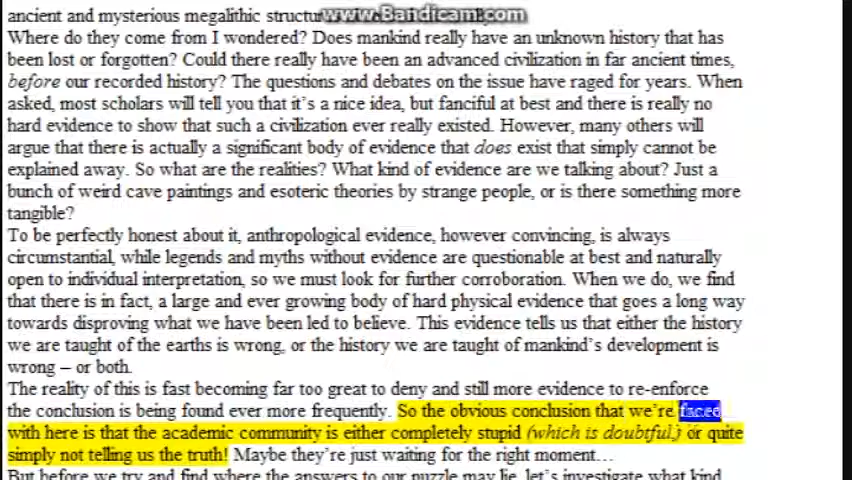 ancient and mysterious megalithic
www.Bandicam.com
Where do they come from I wondered? Does mankind really have an unknown history that has
been lost or forgotten? Could there really have been an advanced civilization in far ancient times,
before our recorded history? The questions and debates on the issue have raged for years. When
asked, most scholars will tell you that it's a nice idea, but fanciful at best and there is really no
hard evidence to show that such a civilization ever really existed. However, many others will
argue that there is actually a significant body of evidence that does exist that simply cannot be
explained away. So what are the realities? What kind of evidence are we talking about? Just a
bunch of weird cave paintings and esoteric theories by strange people, or is there something more
tangible?
To be perfectly honest about it, anthropological evidence, however convincing, is always
circumstantial, while legends and myths without evidence are questionable at best and naturally
open to individual interpretation, so we must look for further corroboration. When we do, we find
that there is in fact, a large and ever growing body of hard physical evidence that goes a long way
towards disproving what we have been led to believe. This evidence tells us that either the history
we are taught of the earths is wrong, or the history we are taught of mankind's development is
wrong – or both.
The reality of this is fast becoming far too great to deny and still more evidence to re-enforce
the conclusion is being found ever more frequently. So the obvious conclusion that we're faced
with here is that the academic community is either completely stupid (which is doubtful,) or quite
simply not telling us the truth! Maybe they're just waiting for the right moment…
But before we try and find where the answers to our puzzle may lie, let's investigate what kind